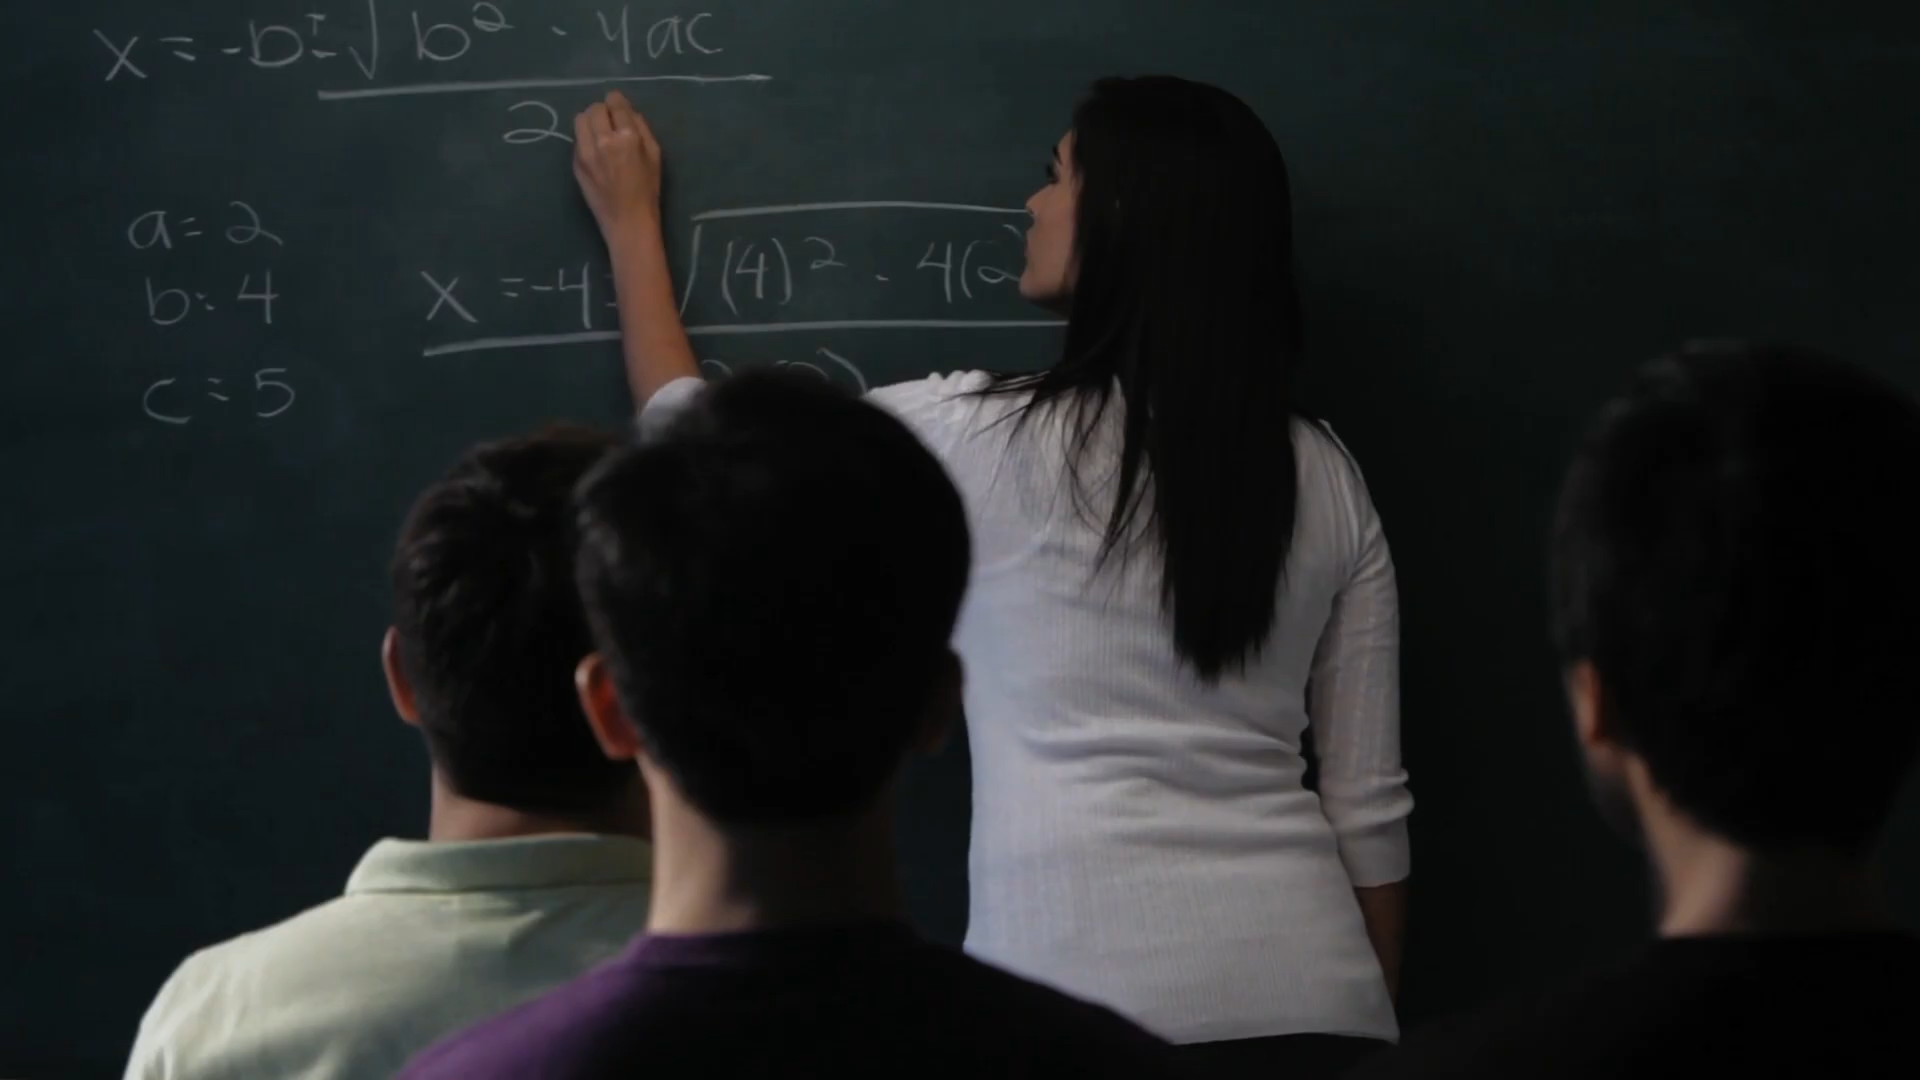 x = -b ± √ b² - 4ac
2
a = 2
x = -4 ± √ (4)² - 4(2)
b = 4
c = 5